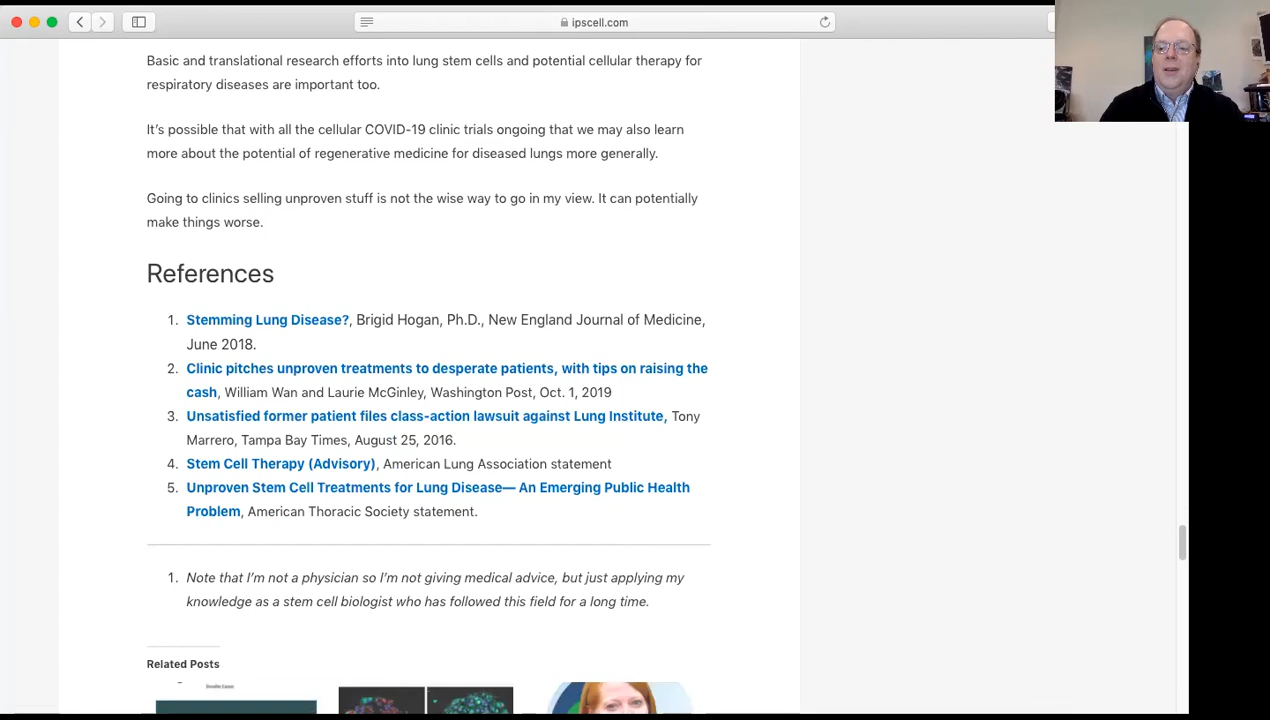 ipscell.com
Basic and translational research efforts into lung stem cells and potential cellular therapy for
respiratory diseases are important too.
It’s possible that with all the cellular COVID-19 clinic trials ongoing that we may also learn
more about the potential of regenerative medicine for diseased lungs more generally.
Going to clinics selling unproven stuff is not the wise way to go in my view. It can potentially
make things worse.
References
1. Stemming Lung Disease?, Brigid Hogan, Ph.D., New England Journal of Medicine,
June 2018.
2. Clinic pitches unproven treatments to desperate patients, with tips on raising the
cash, William Wan and Laurie McGinley, Washington Post, Oct. 1, 2019
3. Unsatisfied former patient files class-action lawsuit against Lung Institute, Tony
Marrero, Tampa Bay Times, August 25, 2016.
4. Stem Cell Therapy (Advisory), American Lung Association statement
5. Unproven Stem Cell Treatments for Lung Disease— An Emerging Public Health
Problem, American Thoracic Society statement.
1. Note that I’m not a physician so I’m not giving medical advice, but just applying my
knowledge as a stem cell biologist who has followed this field for a long time.
Related Posts